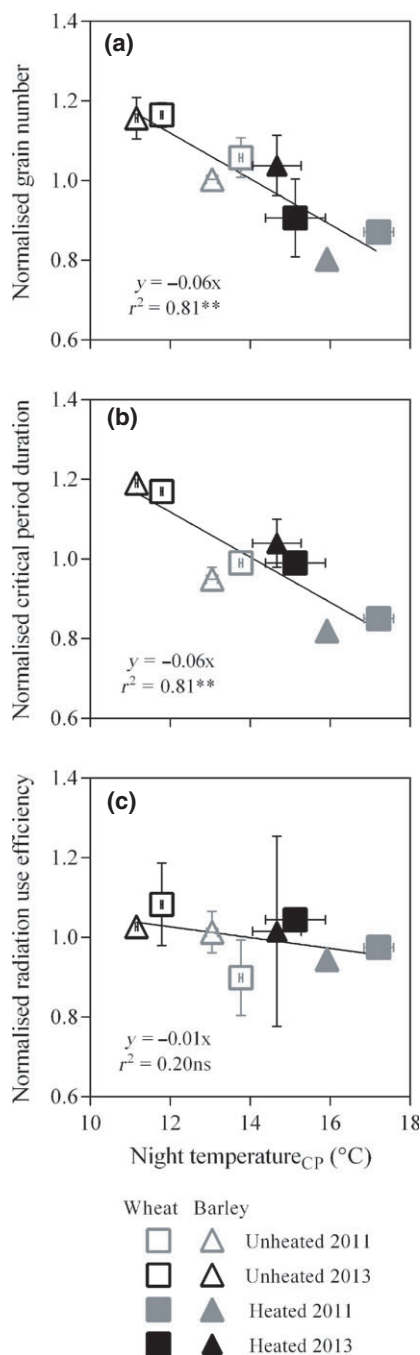 (a)
Normalised grain number
1.4
1.2
1.0
0.8
0.6
y = –0.06x
r² = 0.81**
(b)
Normalised critical period duration
1.4
1.2
1.0
0.8
0.6
y = –0.06x
r² = 0.81**
(c)
Normalised radiation use efficiency
1.4
1.2
1.0
0.8
0.6
y = –0.01x
r² = 0.20ns
10 12 14 16 18
Night temperature_CP (°C)
Wheat Barley
Unheated 2011
Unheated 2013
Heated 2011
Heated 2013